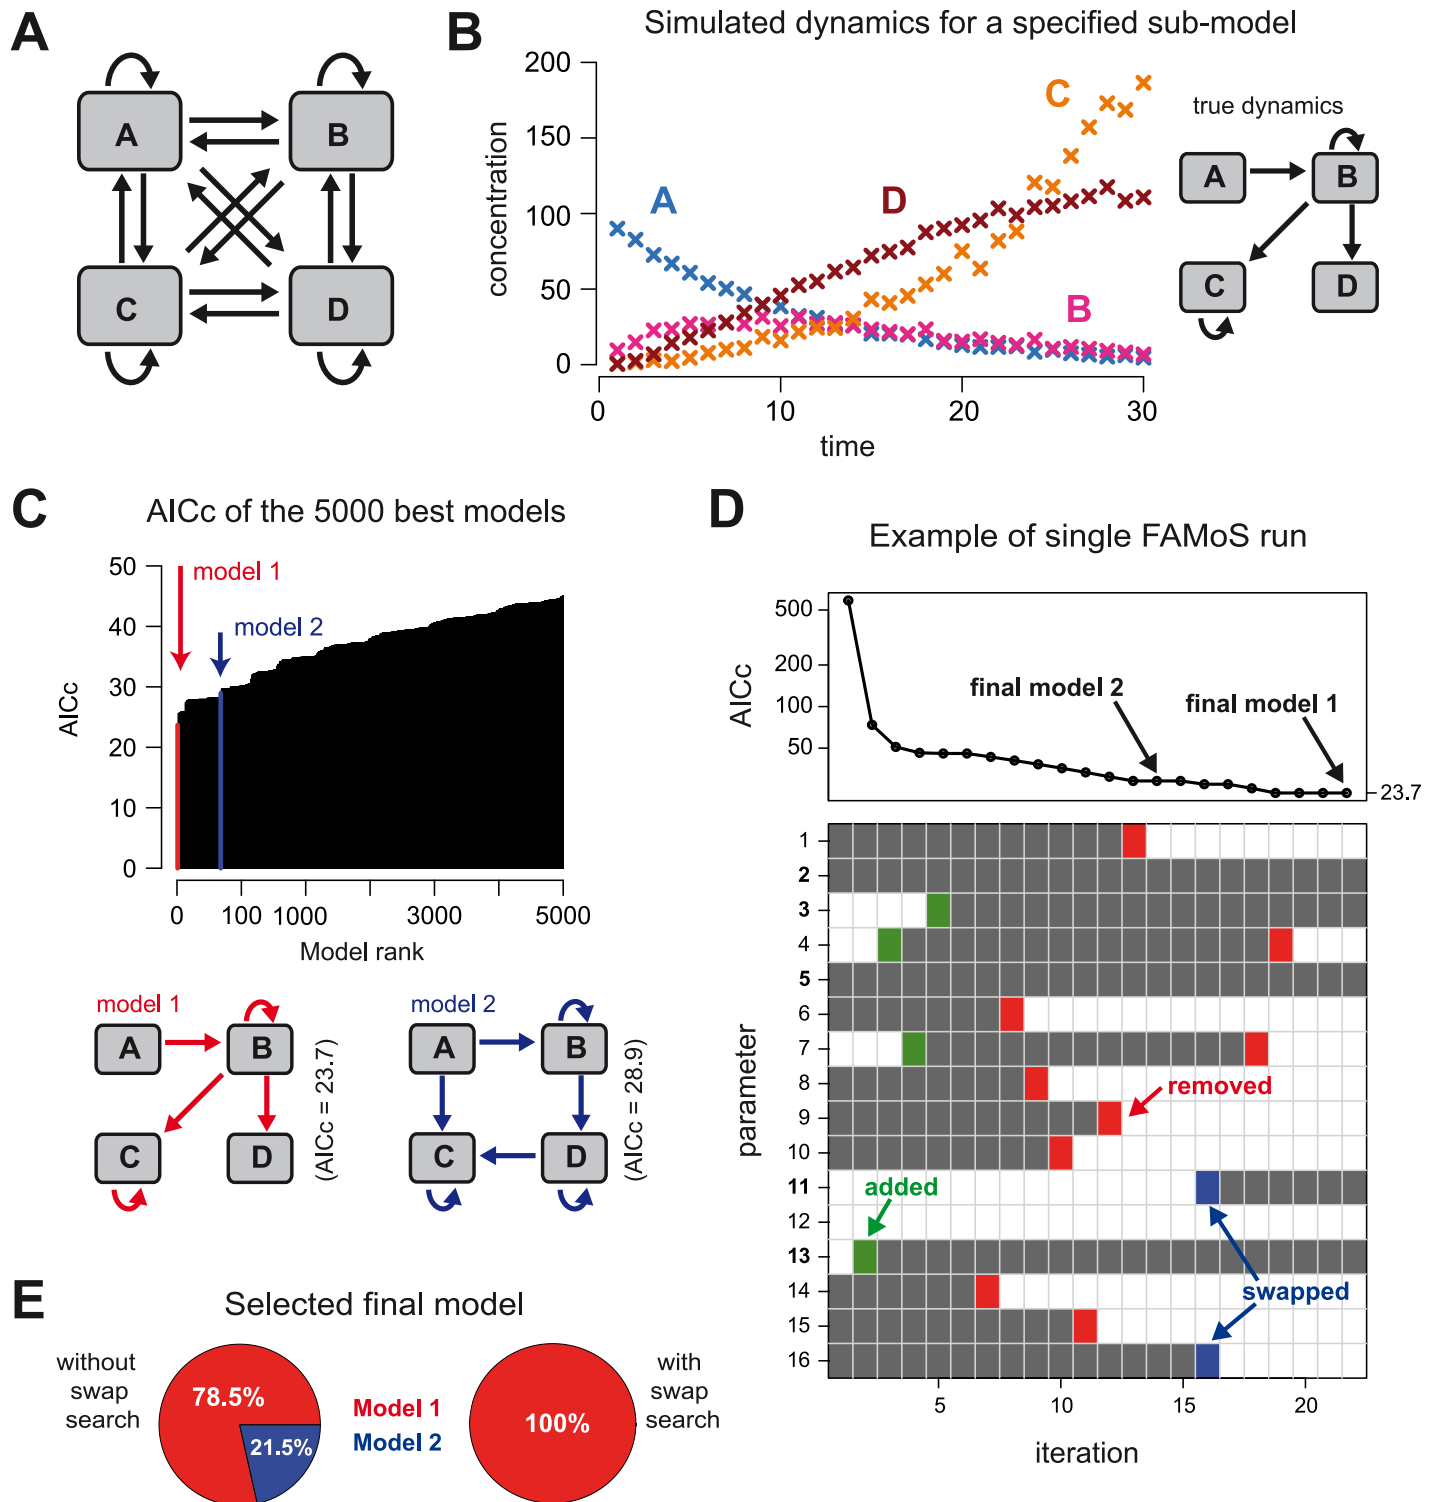 A
A
B
C
D
B
Simulated dynamics for a specified sub-model
200
150
100
50
0
concentration
A
D
C
B
0
10
20
30
time
true dynamics
A
B
C
D
C
AICc of the 5000 best models
50
40
30
20
10
0
AICc
model 1
model 2
0
100
1000
3000
5000
Model rank
model 1
A
B
C
D
(AICc = 23.7)
model 2
A
B
C
D
(AICc = 28.9)
D
Example of single FAMoS run
500
200
100
50
AICc
final model 2
final model 1
23.7
1
2
3
4
5
6
7
8
9
10
11
12
13
14
15
16
parameter
removed
added
swapped
5
10
15
20
iteration
E
Selected final model
without
swap
search
78.5%
21.5%
Model 1
Model 2
100%
with
swap
search